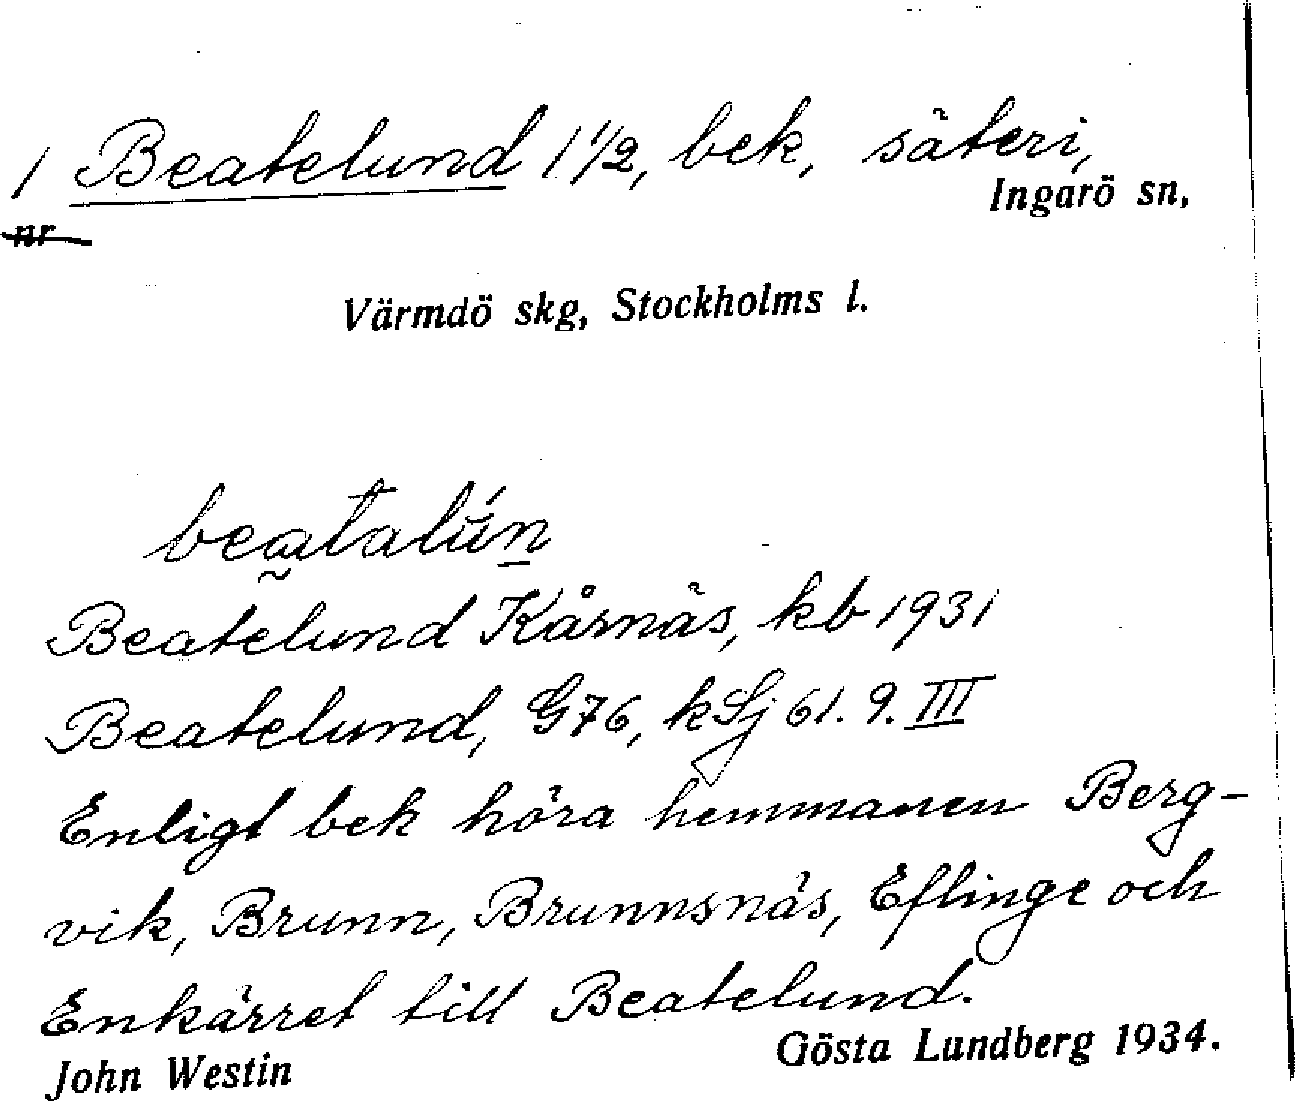 1 Beatelund 1 1/2, bek, säteri,
Ingarö sn,
nr
Värmdö skg, Stockholms l.
beatalún
Beatelund Kårnäs, kb 1931
Beatelund, G76, kSj 61. 9. III
Enligt bek höra hemmanen Berg-
vik, Brunn, Brunnsnäs, Eflinge och
Enkärret till Beatelund.
John Westin
Gösta Lundberg 1934.